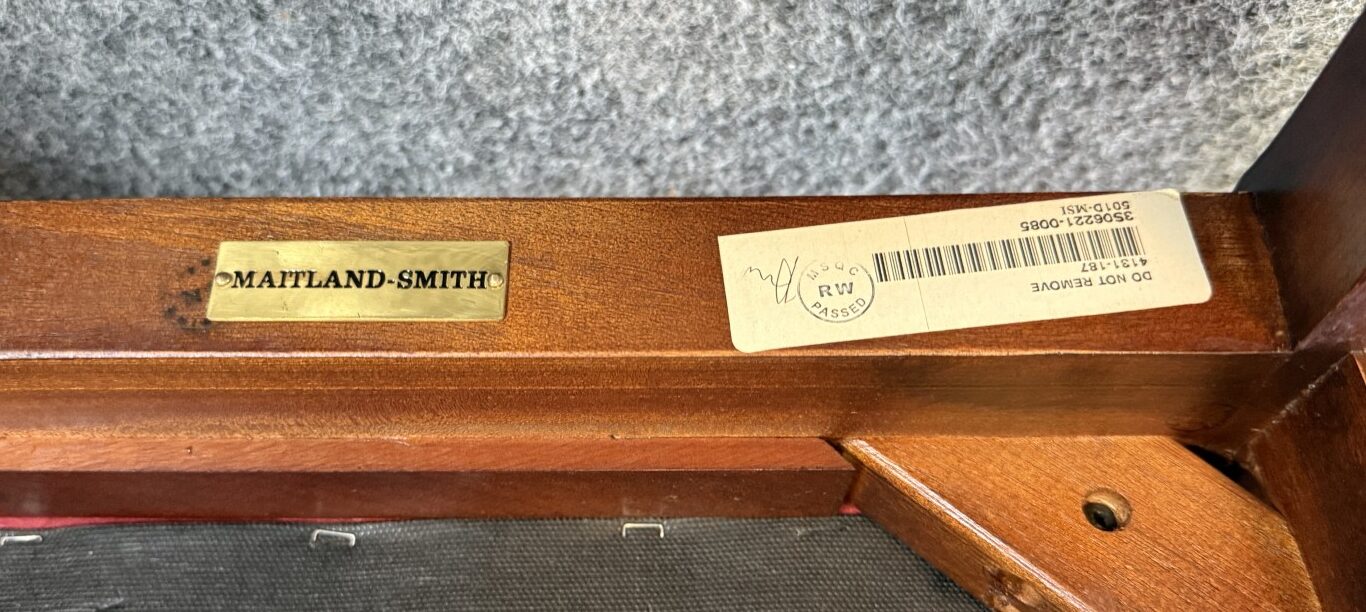 MAITLAND-SMITH
DO NOT REMOVE
4131-187
3S06221-0085
501D-MSI
MSQC
RW
PASSED